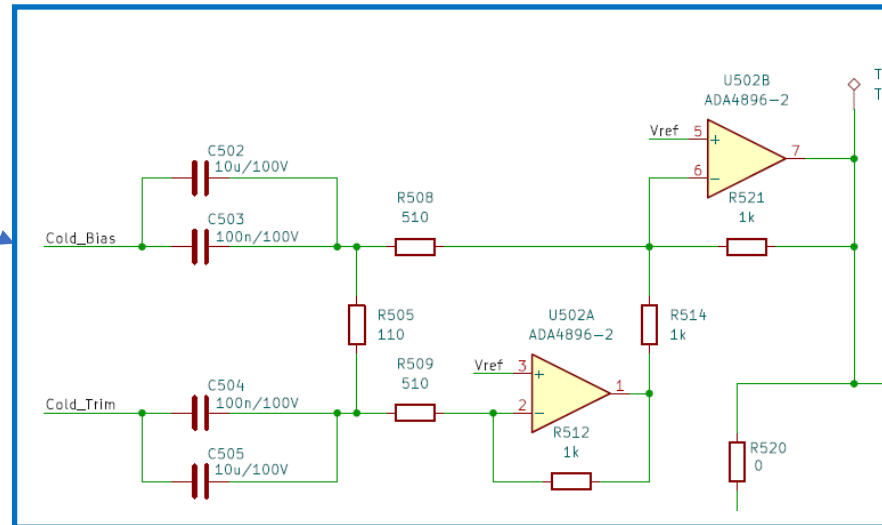 U502B
ADA4896-2
T
T
Vref
5
+
6
-
7
C502
10u/100V
R508
510
R521
1k
C503
100n/100V
Cold_Bias
R505
110
U502A
ADA4896-2
R514
1k
R509
510
Vref
3
+
2
-
1
C504
100n/100V
Cold_Trim
R512
1k
C505
10u/100V
R520
0